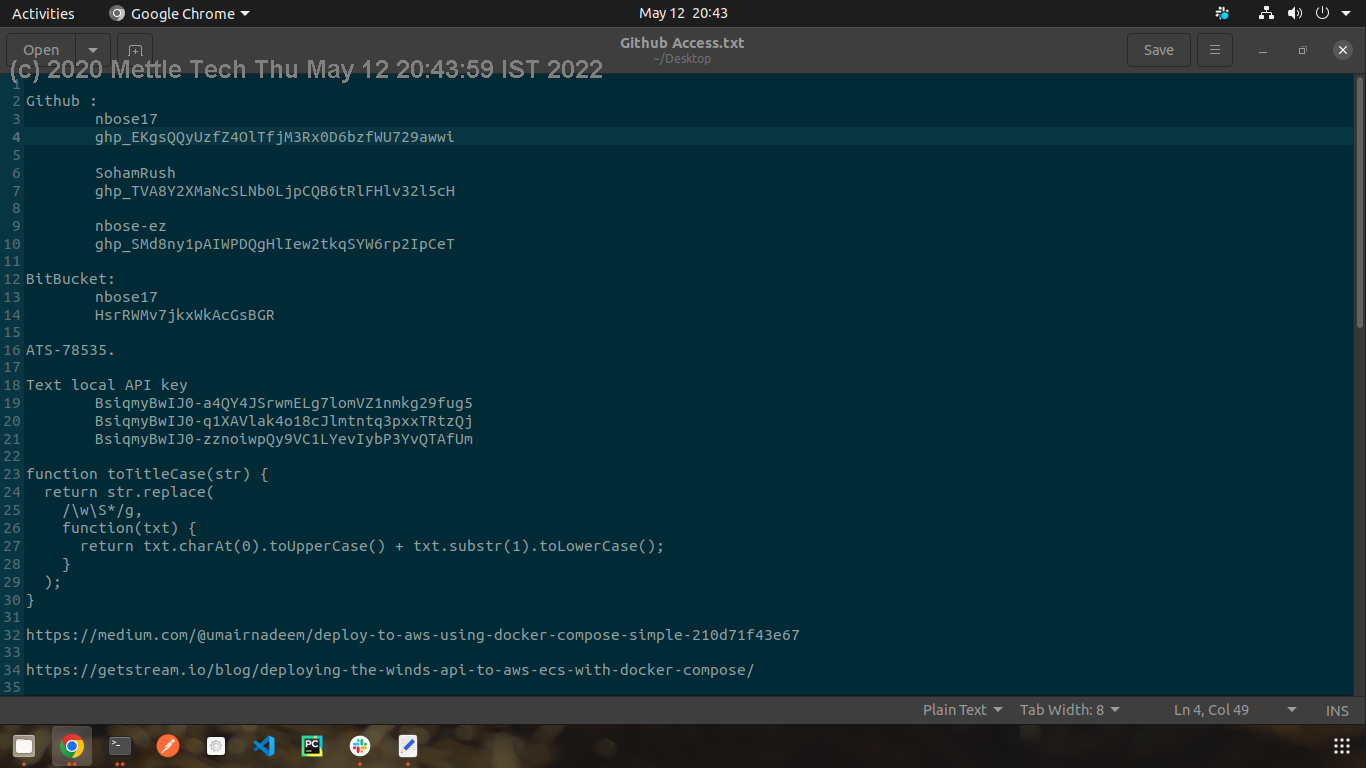 Activities
Google Chrome
May 12 20:43
Open
Github Access.txt
~/Desktop
Save
(c) 2020 Mettle Tech Thu May 12 20:43:59 IST 2022
1
2 Github :
3 nbose17
4 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
5
6 SohamRush
7 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
8
9 nbose-ez
10 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
11
12 BitBucket:
13 nbose17
14 HsrRWMv7jkxWkAcGsBGR
15
16 ATS-78535.
17
18 Text local API key
19 BsiqmyBwIJ0-a4QY4JSrwmELg7lomVZ1nmkg29fug5
20 BsiqmyBwIJ0-q1XAVlak4o18cJlmtntq3pxxTRtzQj
21 BsiqmyBwIJ0-zznoiwpQy9VC1LYevIybP3YvQTAfUm
22
23 function toTitleCase(str) {
24 return str.replace(
25 /\w\S*/g,
26 function(txt) {
27 return txt.charAt(0).toUpperCase() + txt.substr(1).toLowerCase();
28 }
29 );
30 }
31
32 https://medium.com/@umairnadeem/deploy-to-aws-using-docker-compose-simple-210d71f43e67
33
34 https://getstream.io/blog/deploying-the-winds-api-to-aws-ecs-with-docker-compose/
35
Plain Text
Tab Width: 8
Ln 4, Col 49
INS
PC